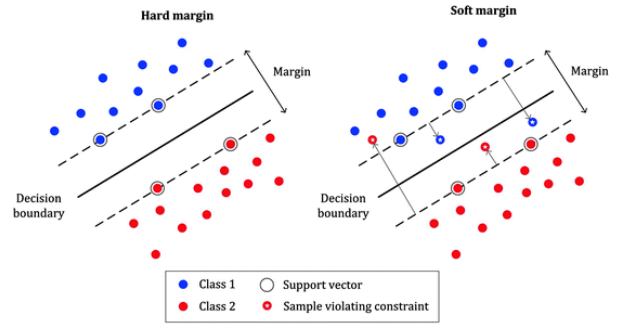 Hard margin
Soft margin
Margin
Margin
Decision
boundary
Decision
boundary
Class 1
Support vector
Class 2
Sample violating constraint